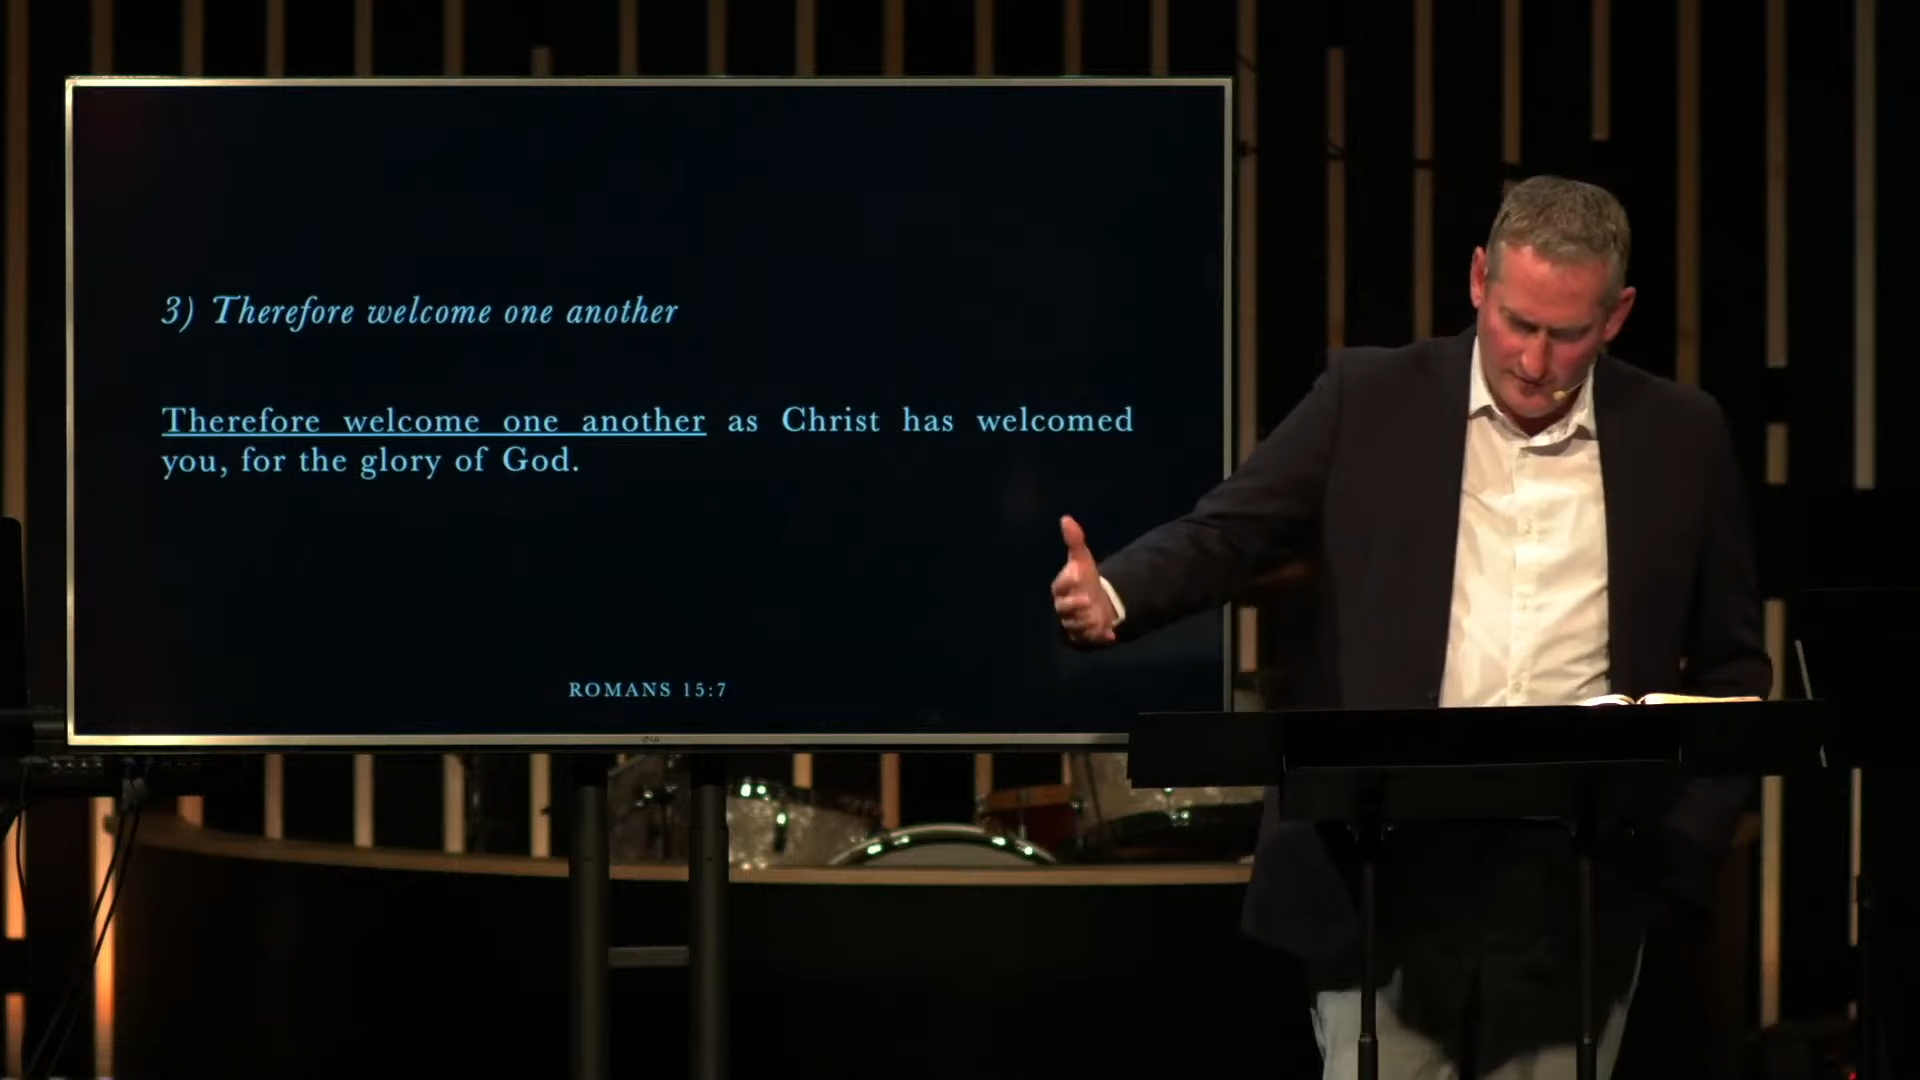 3) Therefore welcome one another
Therefore welcome one another as Christ has welcomed
you, for the glory of God.
ROMANS 15:7